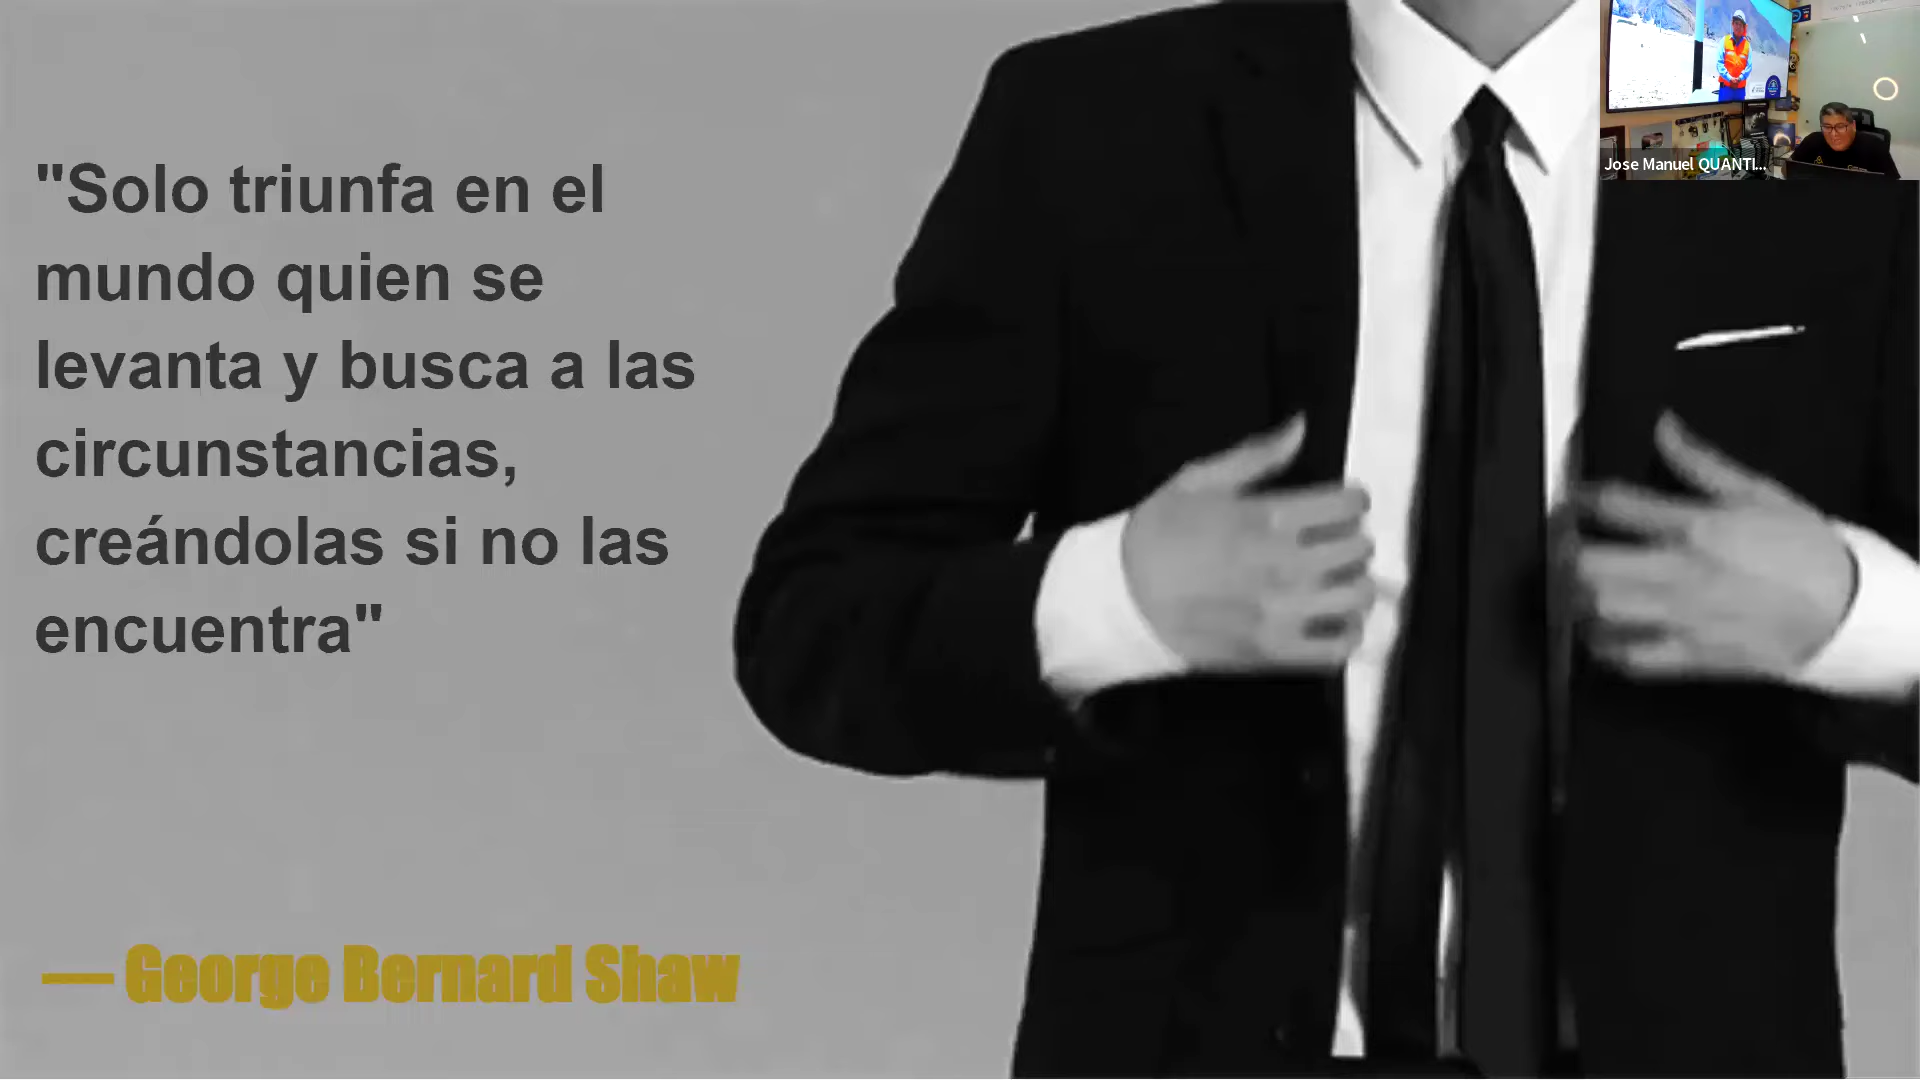 "Solo triunfa en el
mundo quien se
levanta y busca a las
circunstancias,
creándolas si no las
encuentra"
— George Bernard Shaw
Jose Manuel QUANTI...